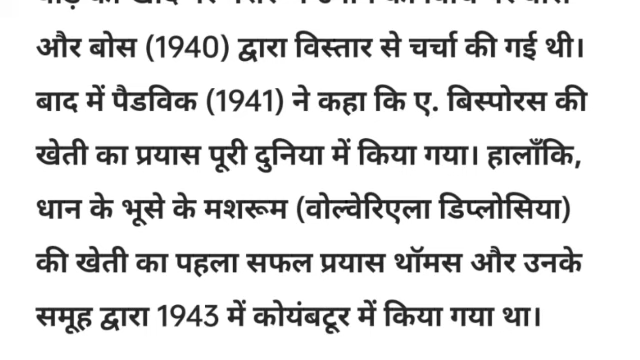 और बोस (1940) द्वारा विस्तार से चर्चा की गई थी।
बाद में पैडविक (1941) ने कहा कि ए. बिस्पोरस की
खेती का प्रयास पूरी दुनिया में किया गया। हालाँकि,
धान के भूसे के मशरूम (वोल्वेरिएला डिप्लोसिया)
की खेती का पहला सफल प्रयास थॉमस और उनके
समूह द्वारा 1943 में कोयंबटूर में किया गया था।